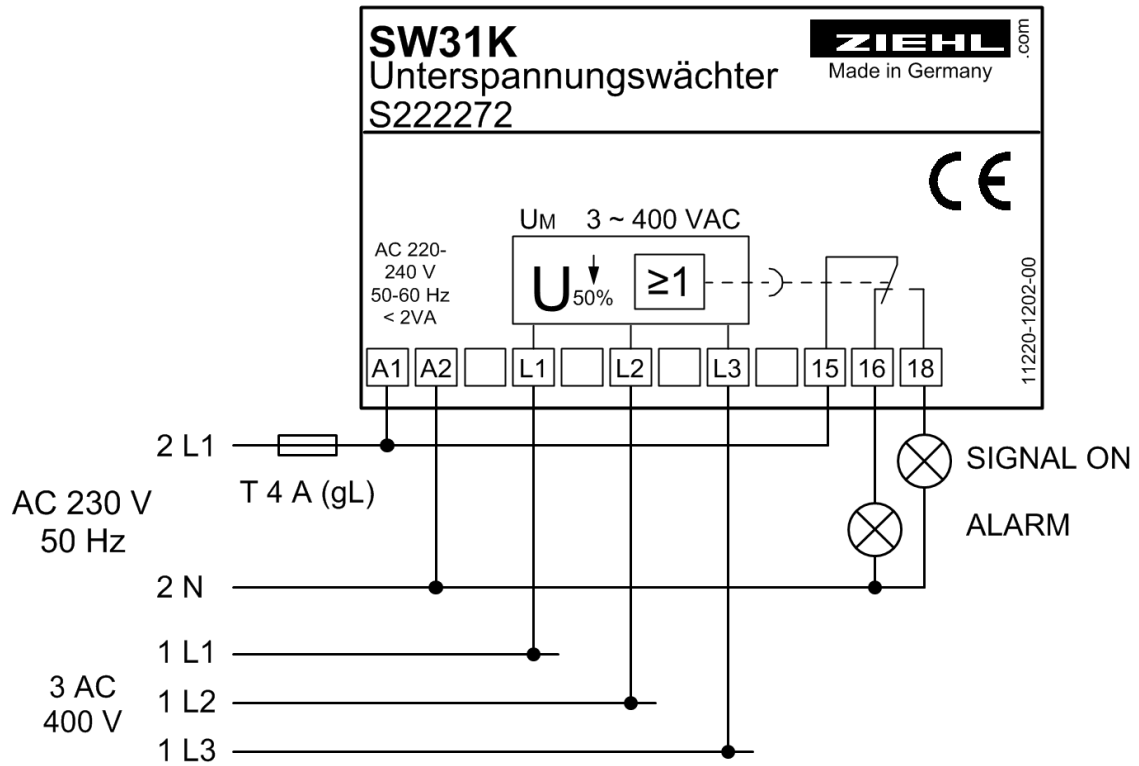 SW31K
Unterspannungswächter
S222272
ZIEHL
.com
Made in Germany
CE
UM 3 ~ 400 VAC
AC 220-
240 V
50-60 Hz
< 2VA
U
50%
≥1
11220-1202-00
A1 A2 L1 L2 L3 15 16 18
2 L1
T 4 A (gL)
SIGNAL ON
AC 230 V
50 Hz
ALARM
2 N
1 L1
3 AC
400 V
1 L2
1 L3